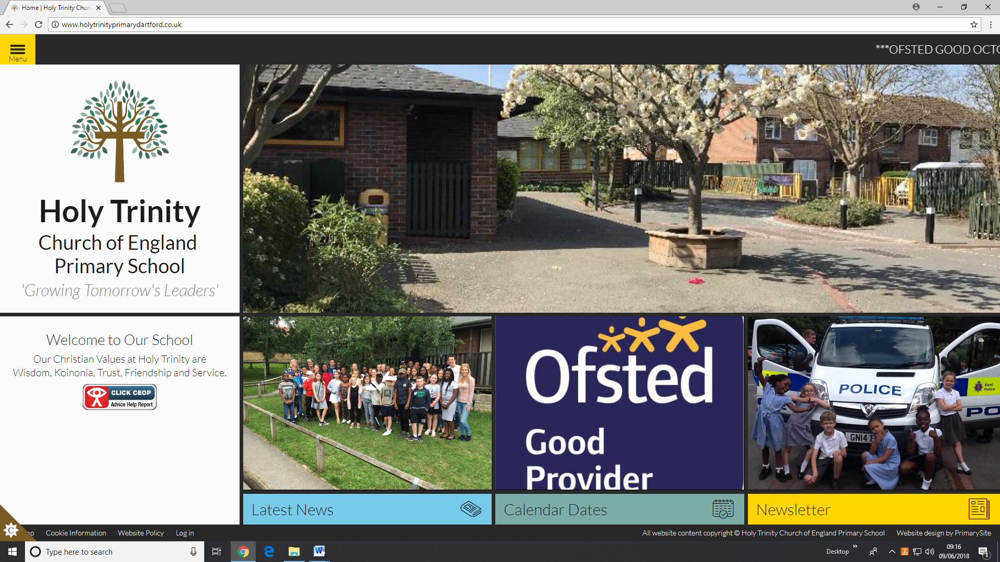 Home | Holy Trinity Churc
www.holytrinityprimarydartford.co.uk
Menu
***OFSTED GOOD OCTO
Holy Trinity
Church of England
Primary School
'Growing Tomorrow's Leaders'
Welcome to Our School
Our Christian Values at Holy Trinity are
Wisdom, Koinonia, Trust, Friendship and Service.
CLICK CEOP
Advice Help Report
Ofsted
Good
Provider
POLICE
Kent
Police
PO
GN14 F
Latest News
Calendar Dates
Newsletter
C
Cookie Information
Website Policy
Log in
All website content copyright © Holy Trinity Church of England Primary School
Website design by PrimarySite
Type here to search
Desktop
09:16
09/06/2018
1